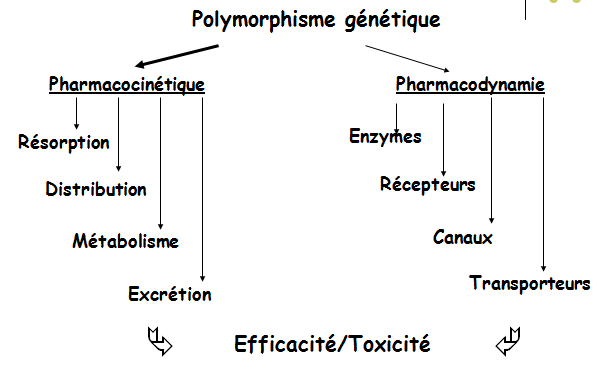 Polymorphisme génétique
Pharmacocinétique
Résorption
Distribution
Métabolisme
Excrétion
Pharmacodynamie
Enzymes
Récepteurs
Canaux
Transporteurs
Efficacité/Toxicité